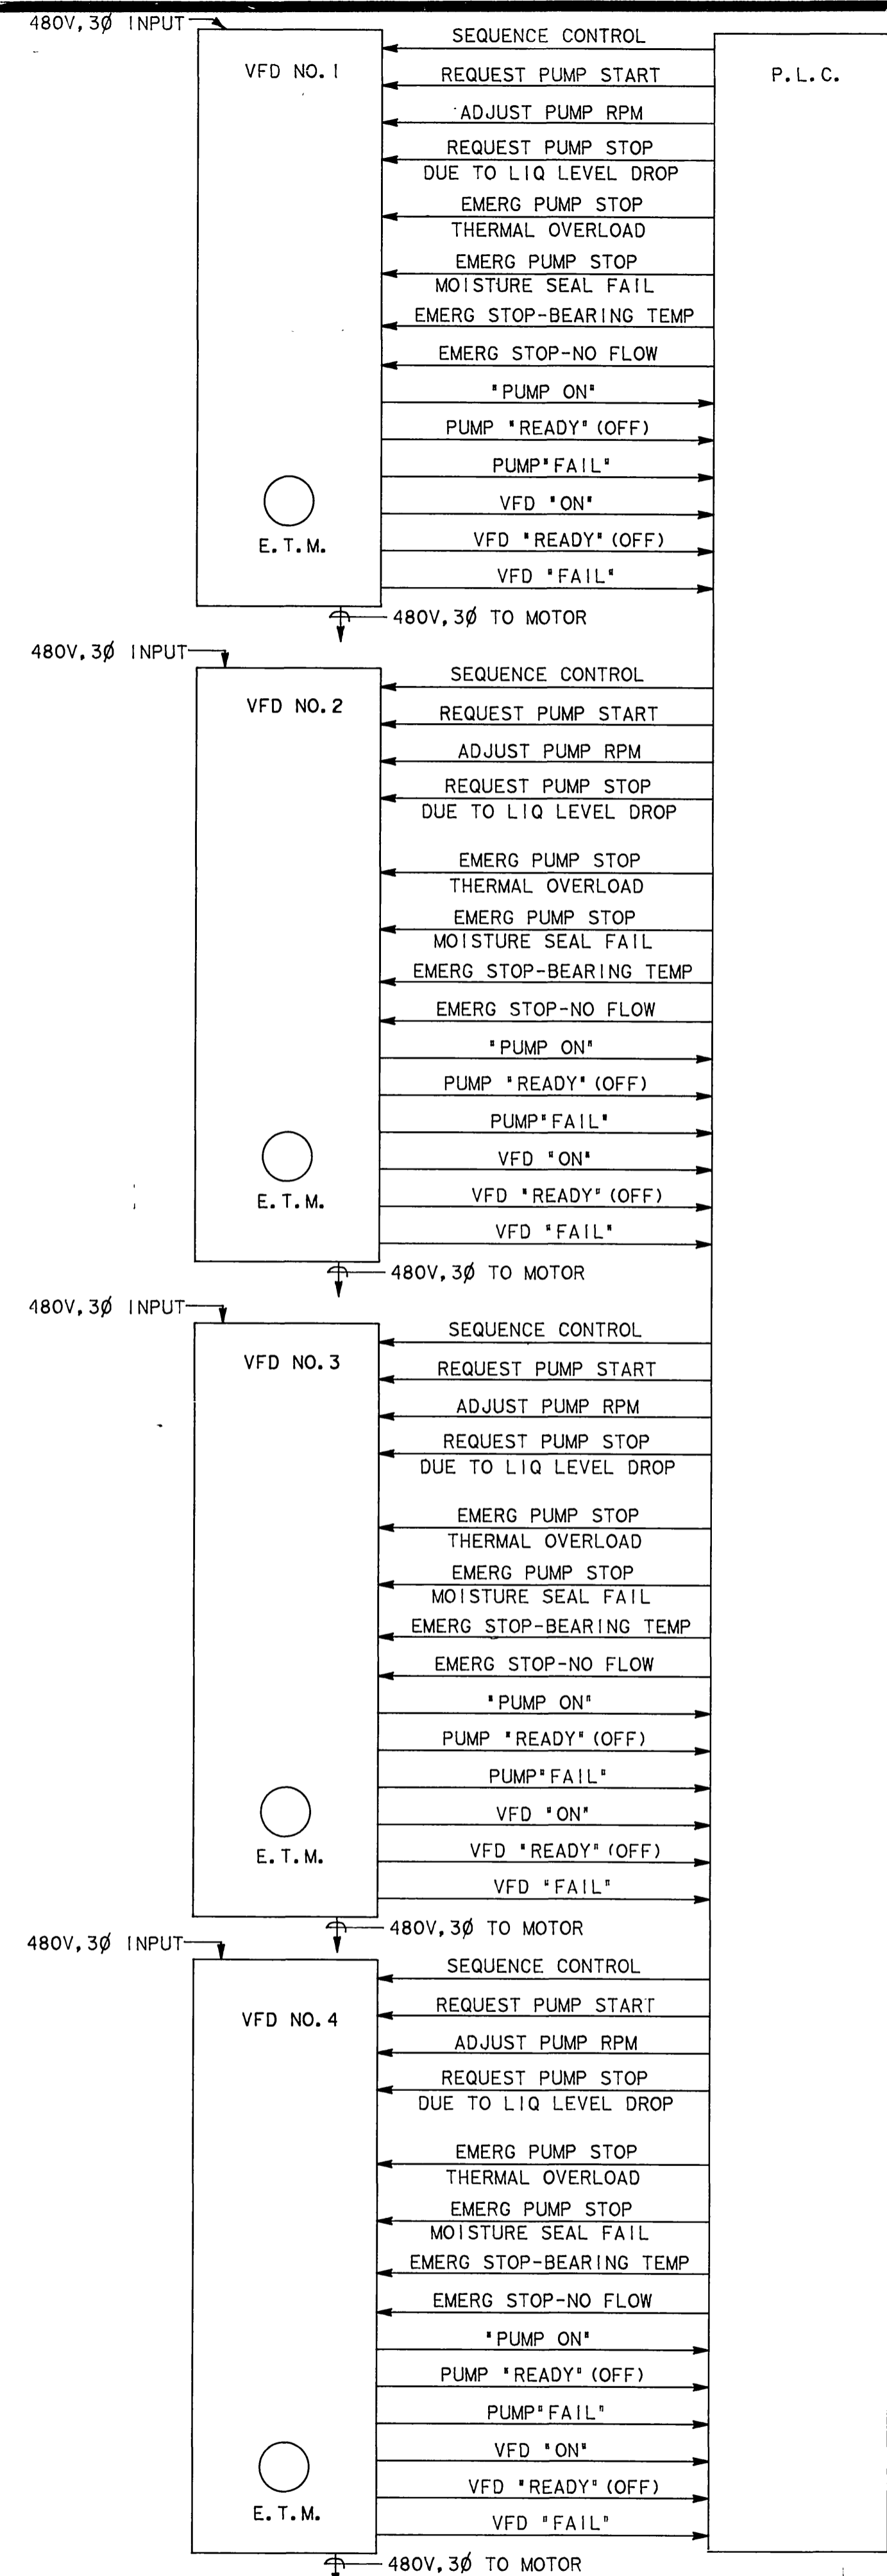 480V,3Ø INPUT
VFD NO.1
P.L.C.
SEQUENCE CONTROL
REQUEST PUMP START
ADJUST PUMP RPM
REQUEST PUMP STOP
DUE TO LIQ LEVEL DROP
EMERG PUMP STOP
THERMAL OVERLOAD
EMERG PUMP STOP
MOISTURE SEAL FAIL
EMERG STOP-BEARING TEMP
EMERG STOP-NO FLOW
"PUMP ON"
PUMP "READY" (OFF)
PUMP"FAIL"
VFD "ON"
VFD "READY" (OFF)
VFD "FAIL"
E.T.M.
480V,3Ø TO MOTOR
480V,3Ø INPUT
VFD NO.2
SEQUENCE CONTROL
REQUEST PUMP START
ADJUST PUMP RPM
REQUEST PUMP STOP
DUE TO LIQ LEVEL DROP
EMERG PUMP STOP
THERMAL OVERLOAD
EMERG PUMP STOP
MOISTURE SEAL FAIL
EMERG STOP-BEARING TEMP
EMERG STOP-NO FLOW
"PUMP ON"
PUMP "READY" (OFF)
PUMP"FAIL"
VFD "ON"
VFD "READY" (OFF)
VFD "FAIL"
E.T.M.
480V,3Ø TO MOTOR
480V,3Ø INPUT
VFD NO.3
SEQUENCE CONTROL
REQUEST PUMP START
ADJUST PUMP RPM
REQUEST PUMP STOP
DUE TO LIQ LEVEL DROP
EMERG PUMP STOP
THERMAL OVERLOAD
EMERG PUMP STOP
MOISTURE SEAL FAIL
EMERG STOP-BEARING TEMP
EMERG STOP-NO FLOW
"PUMP ON"
PUMP "READY" (OFF)
PUMP"FAIL"
VFD "ON"
VFD "READY" (OFF)
VFD "FAIL"
E.T.M.
480V,3Ø TO MOTOR
480V,3Ø INPUT
VFD NO.4
SEQUENCE CONTROL
REQUEST PUMP START
ADJUST PUMP RPM
REQUEST PUMP STOP
DUE TO LIQ LEVEL DROP
EMERG PUMP STOP
THERMAL OVERLOAD
EMERG PUMP STOP
MOISTURE SEAL FAIL
EMERG STOP-BEARING TEMP
EMERG STOP-NO FLOW
"PUMP ON"
PUMP "READY" (OFF)
PUMP"FAIL"
VFD "ON"
VFD "READY" (OFF)
VFD "FAIL"
E.T.M.
480V,3Ø TO MOTOR